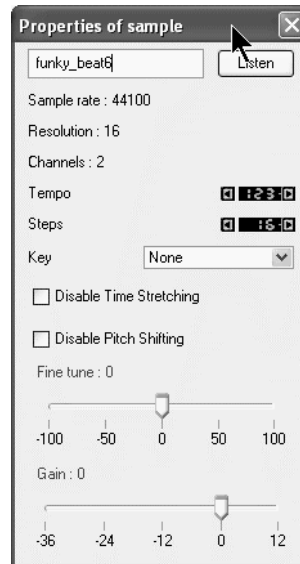 Properties of sample
funky_beat6 Listen
Sample rate : 44100
Resolution : 16
Channels : 2
Tempo 123
Steps 16
Key None
Disable Time Stretching
Disable Pitch Shifting
Fine tune : 0
-100 -50 0 50 100
Gain : 0
-36 -24 -12 0 12